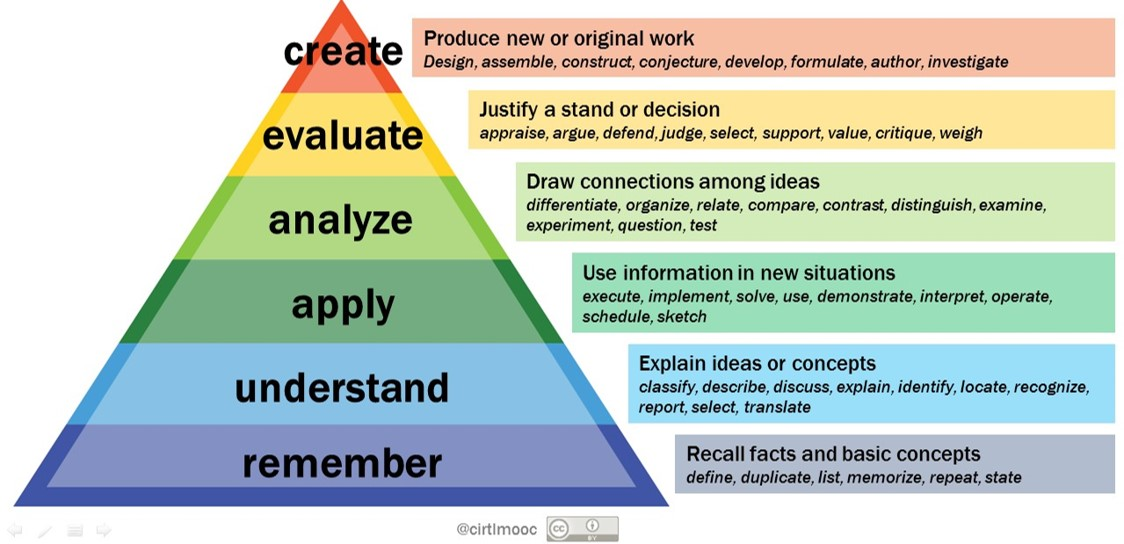 create
Produce new or original work
Design, assemble, construct, conjecture, develop, formulate, author, investigate
evaluate
Justify a stand or decision
appraise, argue, defend, judge, select, support, value, critique, weigh
analyze
Draw connections among ideas
differentiate, organize, relate, compare, contrast, distinguish, examine,
experiment, question, test
apply
Use information in new situations
execute, implement, solve, use, demonstrate, interpret, operate,
schedule, sketch
understand
Explain ideas or concepts
classify, describe, discuss, explain, identify, locate, recognize,
report, select, translate
remember
Recall facts and basic concepts
define, duplicate, list, memorize, repeat, state
@cirtlmooc
cc
BY